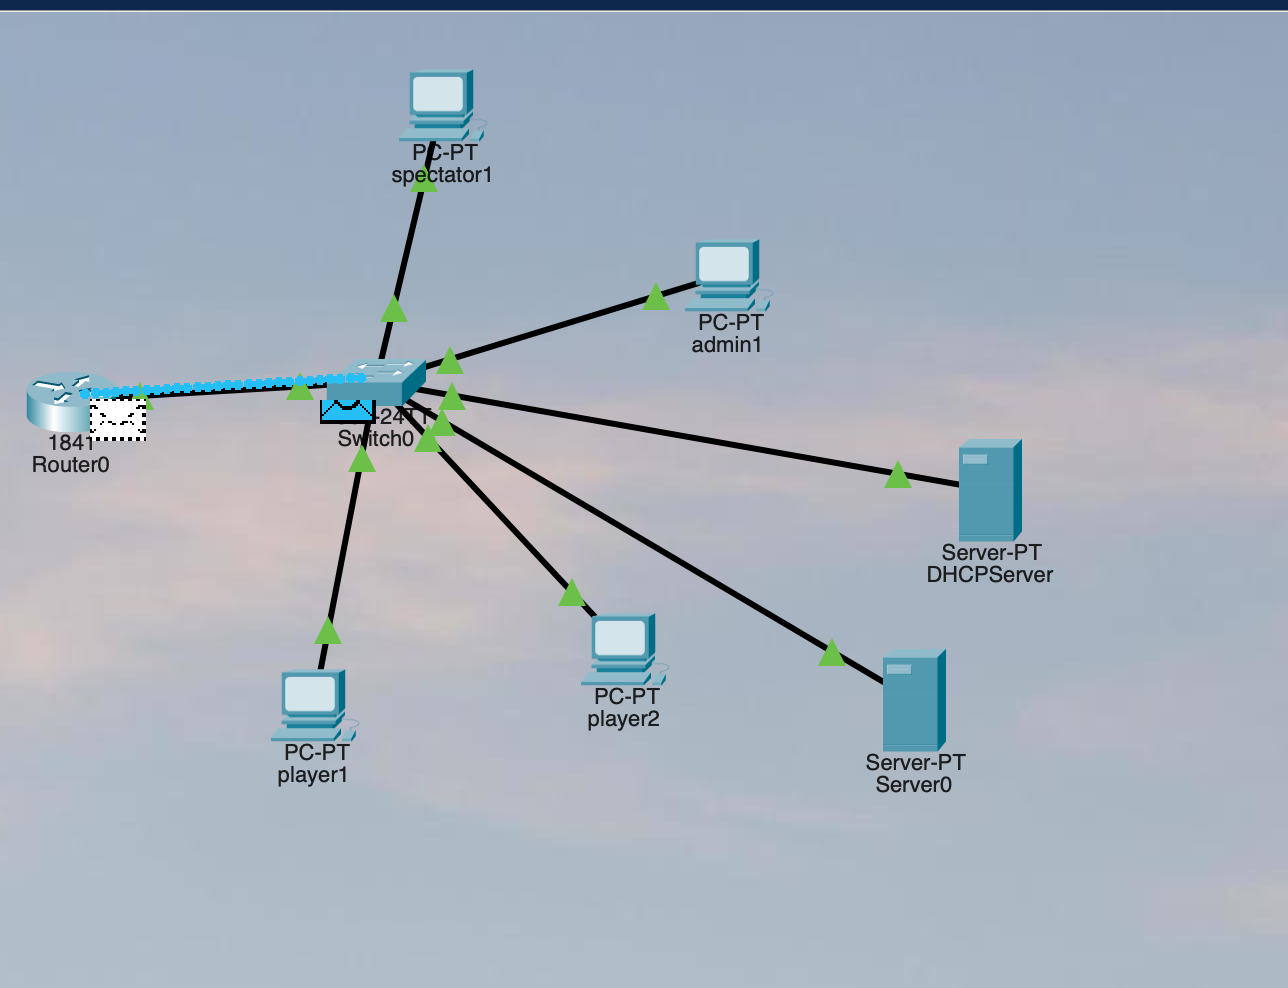 PC-PT
spectator1
PC-PT
admin1
1841
Router0
-24TT
Switch0
Server-PT
DHCPServer
PC-PT
player2
PC-PT
player1
Server-PT
Server0